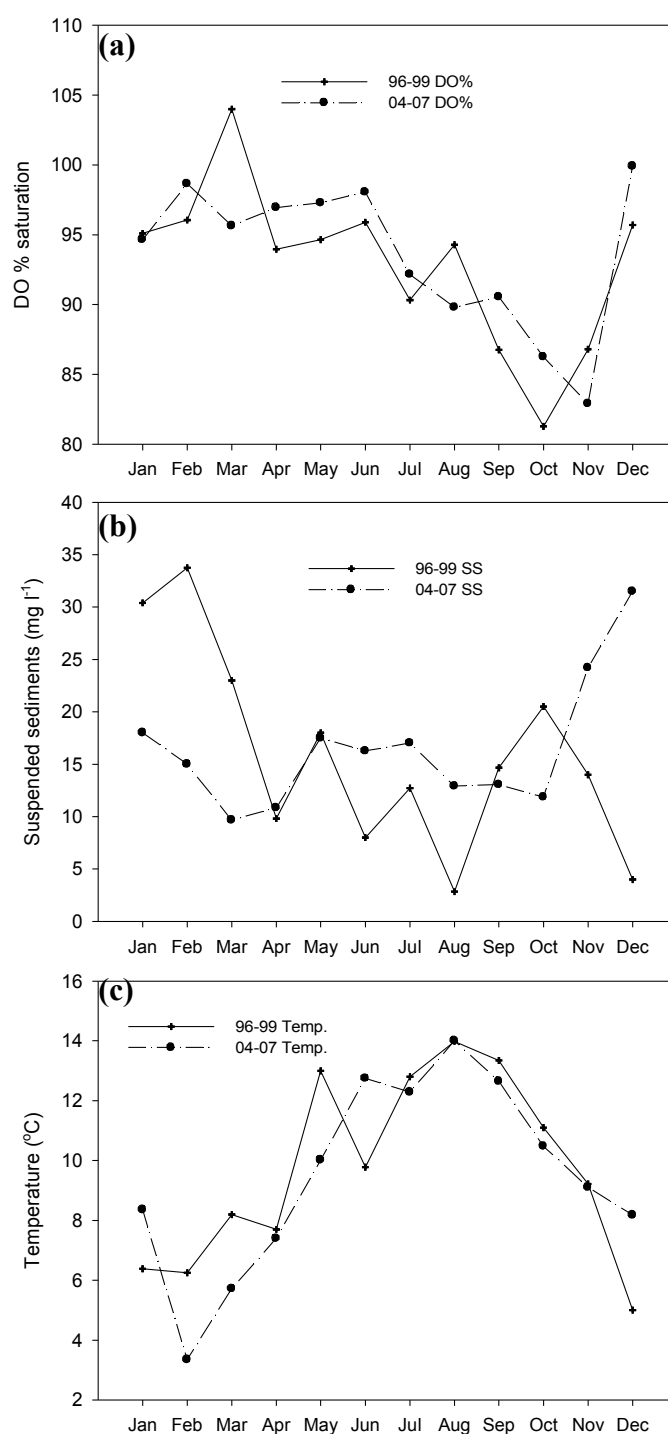 (a)
110
105
100
95
90
85
80
DO % saturation
96-99 DO%
04-07 DO%
Jan Feb Mar Apr May Jun Jul Aug Sep Oct Nov Dec
(b)
40
35
30
25
20
15
10
5
0
Suspended sediments (mg l⁻¹)
96-99 SS
04-07 SS
Jan Feb Mar Apr May Jun Jul Aug Sep Oct Nov Dec
(c)
16
14
12
10
8
6
4
2
Temperature (⁰C)
96-99 Temp.
04-07 Temp.
Jan Feb Mar Apr May Jun Jul Aug Sep Oct Nov Dec